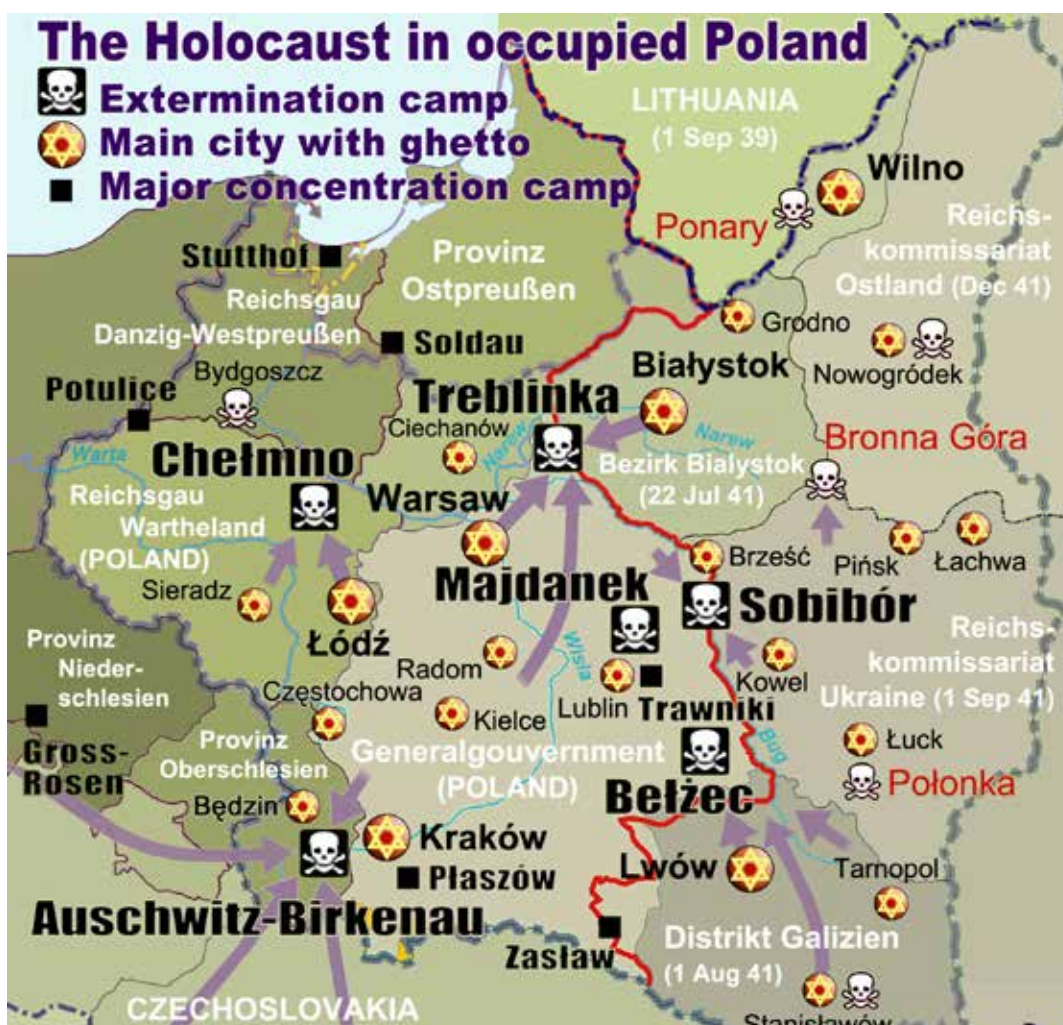 The Holocaust in occupied Poland
Extermination camp
Main city with ghetto
Major concentration camp
LITHUANIA
(1 Sep 39)
Wilno
Ponary
Reichs-
kommissariat
Ostland (Dec 41)
Stutthof
Provinz
Ostpreußen
Reichsgau
Danzig-Westpreußen
Soldau
Grodno
Nowogródek
Białystok
Potulice
Bydgoszcz
Treblinka
Ciechanów
Narew
Narew
Bronna Góra
Warta
Chełmno
Bezirk Bialystok
(22 Jul 41)
Reichsgau
Wartheland
(POLAND)
Warsaw
Brześć
Pińsk
Łachwa
Sieradz
Majdanek
Sobibór
Łódź
Provinz
Nieder-
schlesien
Radom
Wisla
Reichs-
kommissariat
Ukraine (1 Sep 41)
Kowel
Częstochowa
Kielce
Lublin
Trawniki
Bug
Łuck
Gross-
Rosen
Provinz
Oberschlesien
Generalgouvernment
(POLAND)
Połonka
Bełżec
Będzin
Kraków
Lwów
Tarnopol
Płaszów
Auschwitz-Birkenau
Zasław
Distrikt Galizien
(1 Aug 41)
CZECHOSLOVAKIA
Stanisławów